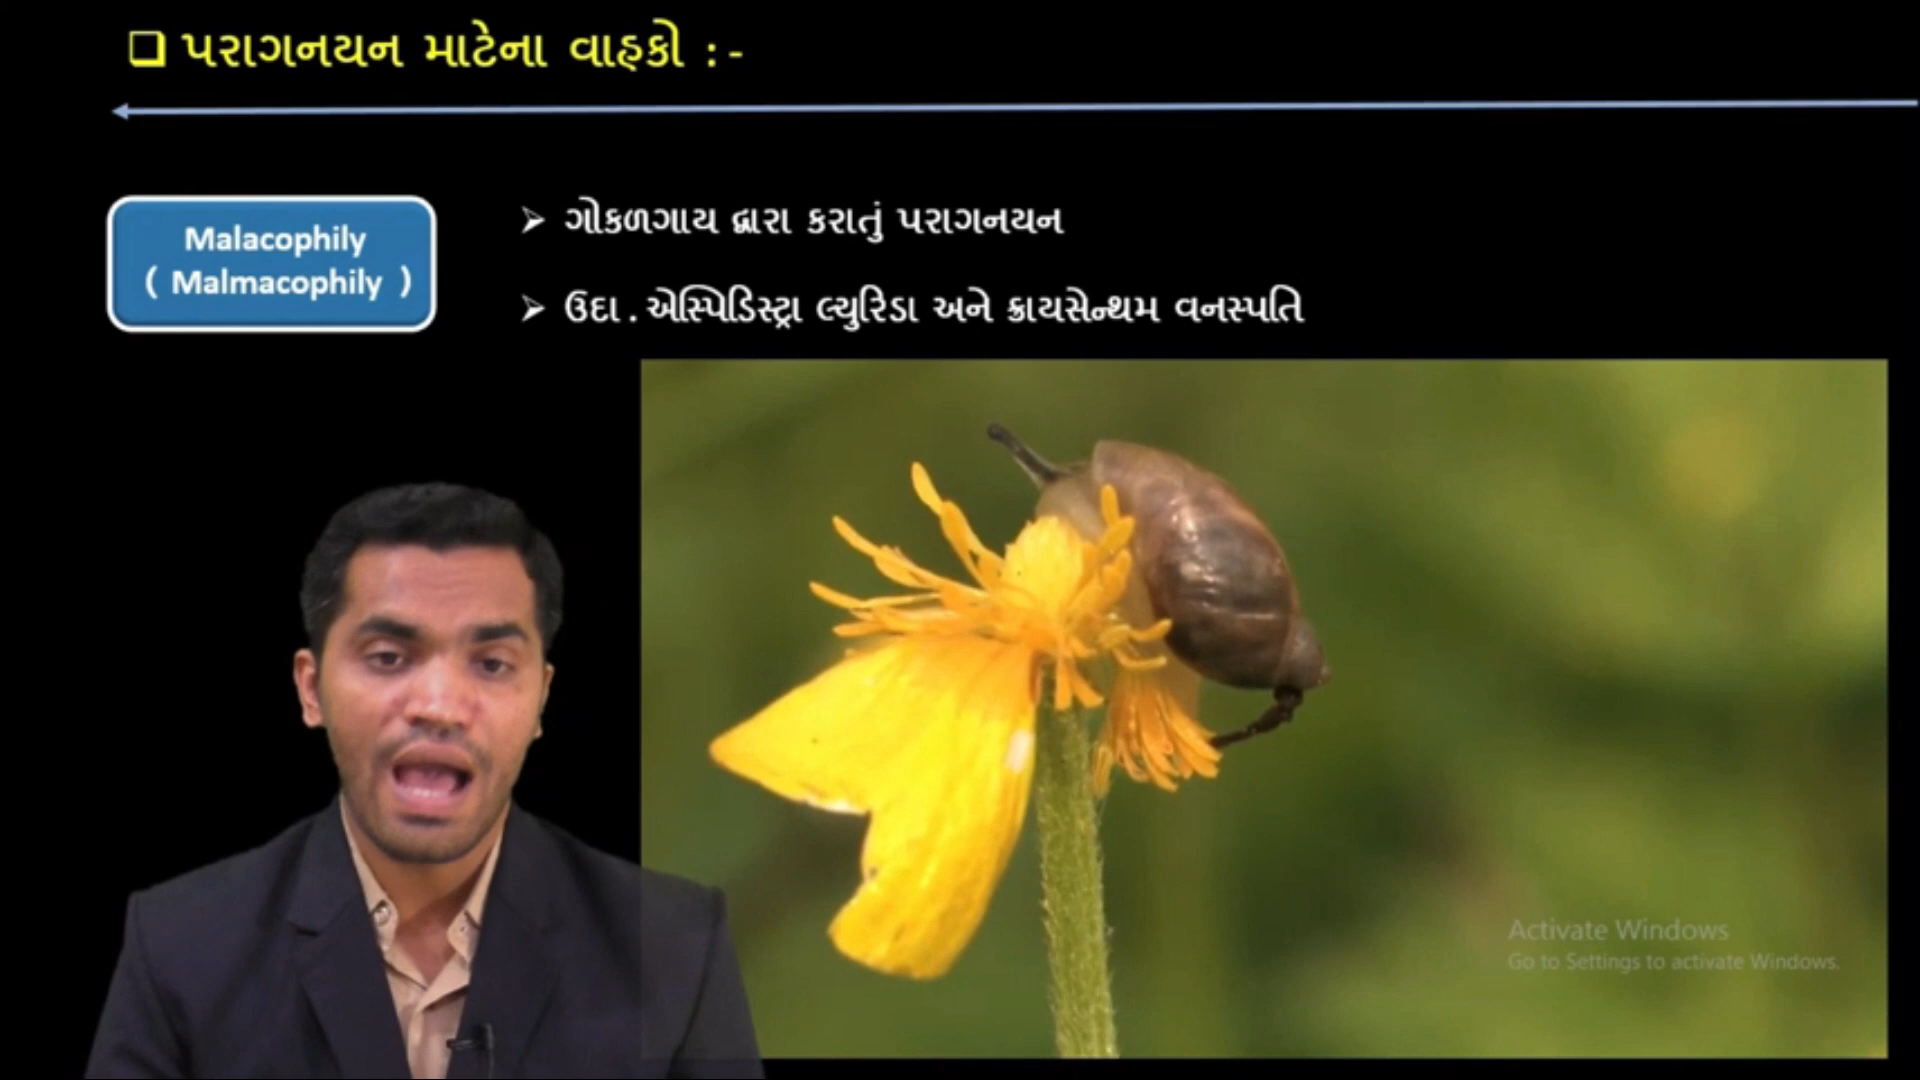 ❑ પરાગનયન માટેના વાહકો :-
Malacophily
( Malmacophily )
➢ ગોકળગાય દ્વારા કરાતું પરાગનયન
➢ ઉદા . એસ્પિડિસ્ટ્રા લ્યુરિડા અને ક્રાયસેન્થમ વનસ્પતિ
Activate Windows
Go to Settings to activate Windows.